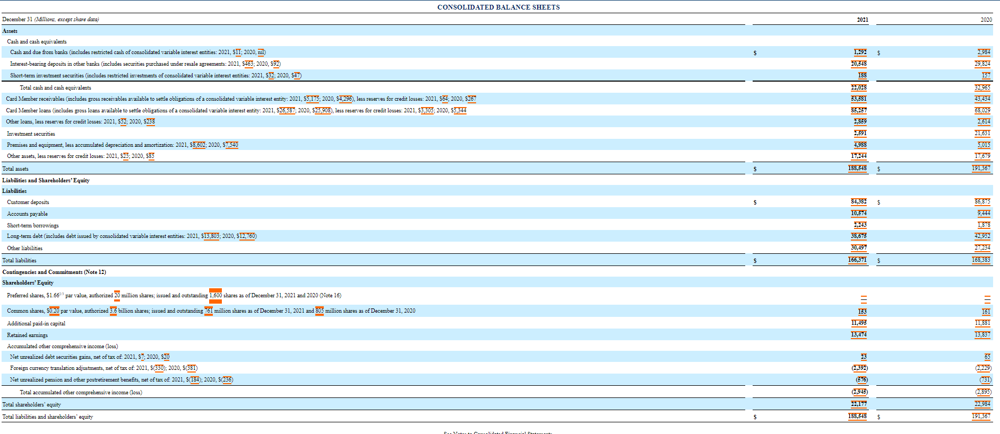 CONSOLIDATED BALANCE SHEETS
December 31 (Millions, except share data) 2021 2020
Assets
Cash and cash equivalents
Cash and due from banks (includes restricted cash of consolidated variable interest entities: 2021, $11; 2020, nil) $ 1,292 $ 2,984
Interest-bearing deposits in other banks (includes securities purchased under resale agreements: 2021, $463; 2020, $92) 20,548 29,824
Short-term investment securities (includes restricted investments of consolidated variable interest entities: 2021, $32; 2020, $47) 188 157
Total cash and cash equivalents 22,028 32,965
Card Member receivables (includes gross receivables available to settle obligations of a consolidated variable interest entity: 2021, $5,175; 2020, $4,296), less reserves for credit losses: 2021, $64; 2020, $267 53,581 43,434
Card Member loans (includes gross loans available to settle obligations of a consolidated variable interest entity: 2021, $26,587; 2020, $25,908), less reserves for credit losses: 2021, $3,305; 2020, $5,344 85,257 68,029
Other loans, less reserves for credit losses: 2021, $52; 2020, $238 2,859 2,614
Investment securities 2,591 21,631
Premises and equipment, less accumulated depreciation and amortization: 2021, $8,602; 2020, $7,540 4,988 5,015
Other assets, less reserves for credit losses: 2021, $25; 2020, $85 17,244 17,679
Total assets $ 188,548 $ 191,367
Liabilities and Shareholders' Equity
Liabilities
Customer deposits $ 84,382 $ 86,875
Accounts payable 10,574 9,444
Short-term borrowings 2,243 1,878
Long-term debt (includes debt issued by consolidated variable interest entities: 2021, $13,803; 2020, $12,760) 38,675 42,952
Other liabilities 30,497 27,234
Total liabilities $ 166,371 $ 168,383
Contingencies and Commitments (Note 12)
Shareholders' Equity
Preferred shares, $1.66 2/3 par value, authorized 20 million shares; issued and outstanding 1,600 shares as of December 31, 2021 and 2020 (Note 16) — —
Common shares, $0.20 par value, authorized 3.6 billion shares; issued and outstanding 761 million shares as of December 31, 2021 and 805 million shares as of December 31, 2020 153 161
Additional paid-in capital 11,495 11,881
Retained earnings 13,474 13,837
Accumulated other comprehensive income (loss)
Net unrealized debt securities gains, net of tax of: 2021, $7; 2020, $20 23 65
Foreign currency translation adjustments, net of tax of: 2021, $(330); 2020, $(381) (2,392) (2,229)
Net unrealized pension and other postretirement benefits, net of tax of: 2021, $(184); 2020, $(236) (576) (731)
Total accumulated other comprehensive income (loss) (2,945) (2,895)
Total shareholders' equity 22,177 22,984
Total liabilities and shareholders' equity $ 188,548 $ 191,367
See Notes to Consolidated Financial Statements